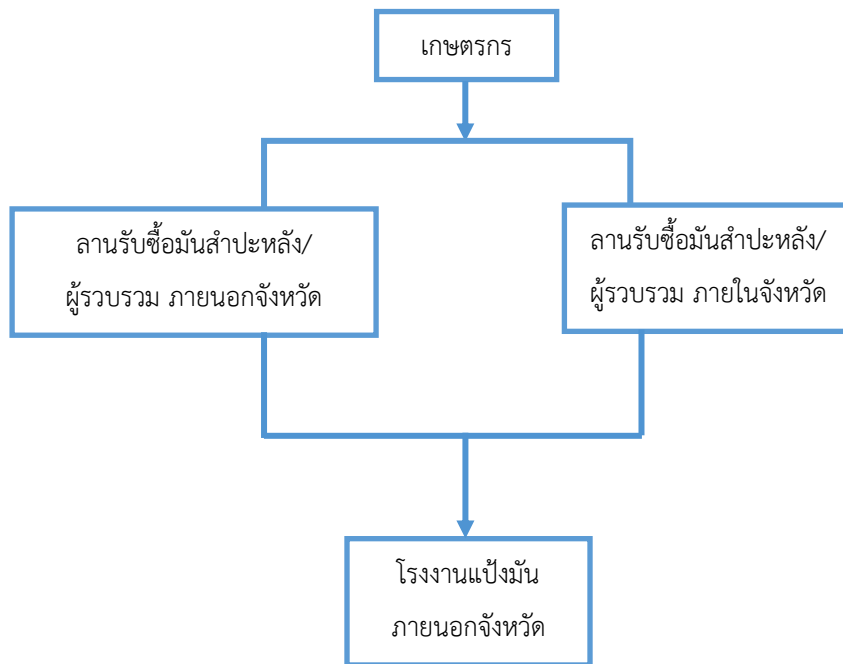 เกษตรกร
ลานรับซื้อมันสำปะหลัง/
ผู้รวบรวม ภายนอกจังหวัด
ลานรับซื้อมันสำปะหลัง/
ผู้รวบรวม ภายในจังหวัด
โรงงานแป้งมัน
ภายนอกจังหวัด